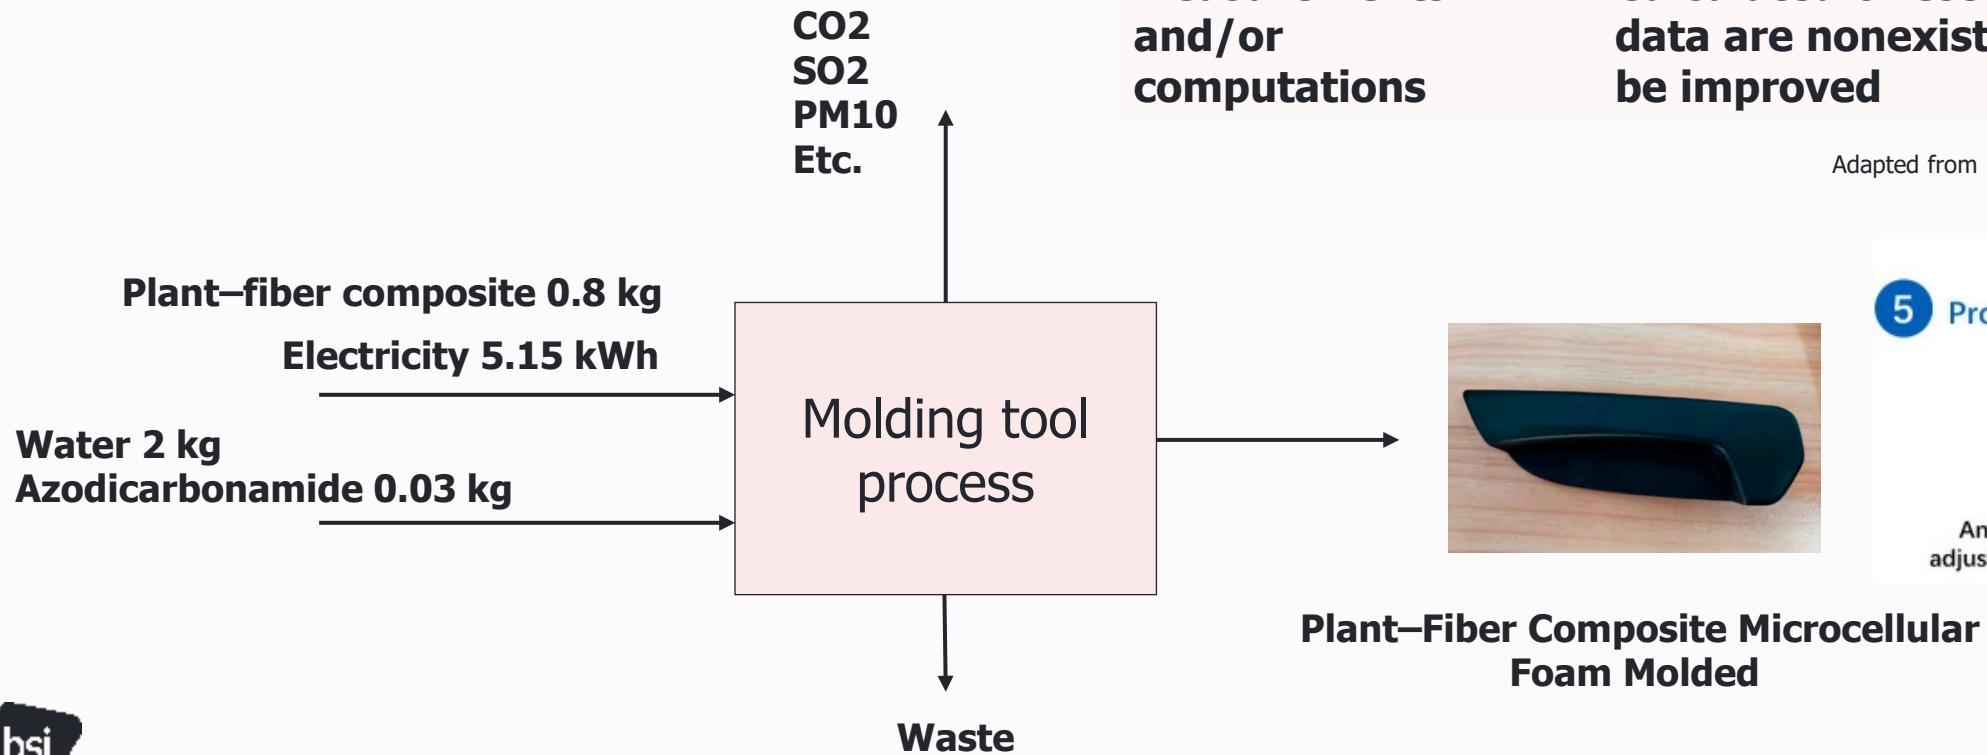 CO2
SO2
PM10
Etc.
and/or
computations
data are
be improved
Adapted from
Plant–fiber composite 0.8 kg
Electricity 5.15 kWh
Water 2 kg
Azodicarbonamide 0.03 kg
Molding tool
process
5
Plant–Fiber Composite Microcellular
Foam Molded
Waste
bsi